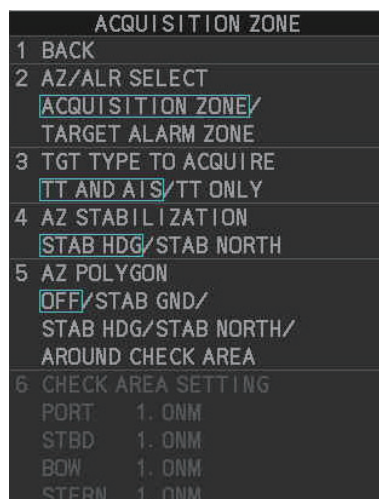 ACQUISITION ZONE
1 BACK
2 AZ/ALR SELECT
ACQUISITION ZONE/
TARGET ALARM ZONE
3 TGT TYPE TO ACQUIRE
TT AND AIS/TT ONLY
4 AZ STABILIZATION
STAB HDG/STAB NORTH
5 AZ POLYGON
OFF/STAB GND/
STAB HDG/STAB NORTH/
AROUND CHECK AREA
6 CHECK AREA SETTING
PORT 1.0NM
STBD 1.0NM
BOW 1.0NM
STERN 1.0NM